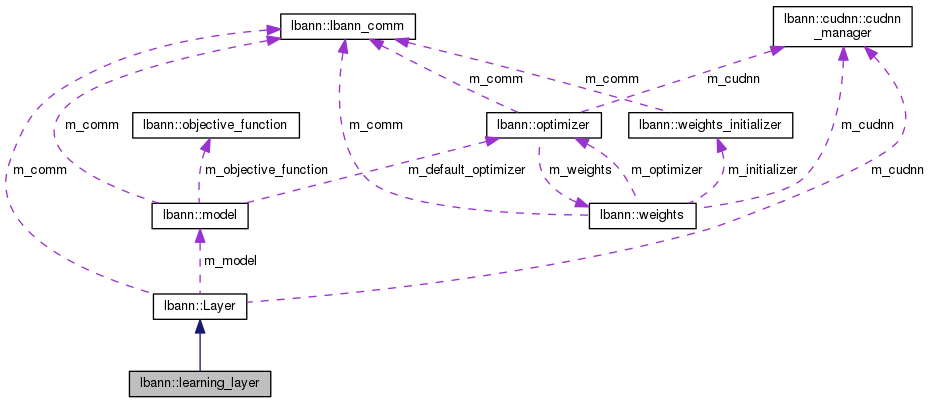 lbann::lbann_comm
lbann::cudnn::cudnn
_manager
m_comm
m_comm
m_cudnn
m_comm
lbann::objective_function
m_comm
lbann::optimizer
lbann::weights_initializer
m_cudnn
m_comm
m_objective_function
m_default_optimizer
m_weights
m_optimizer
m_initializer
m_cudnn
lbann::model
lbann::weights
m_model
lbann::Layer
lbann::learning_layer